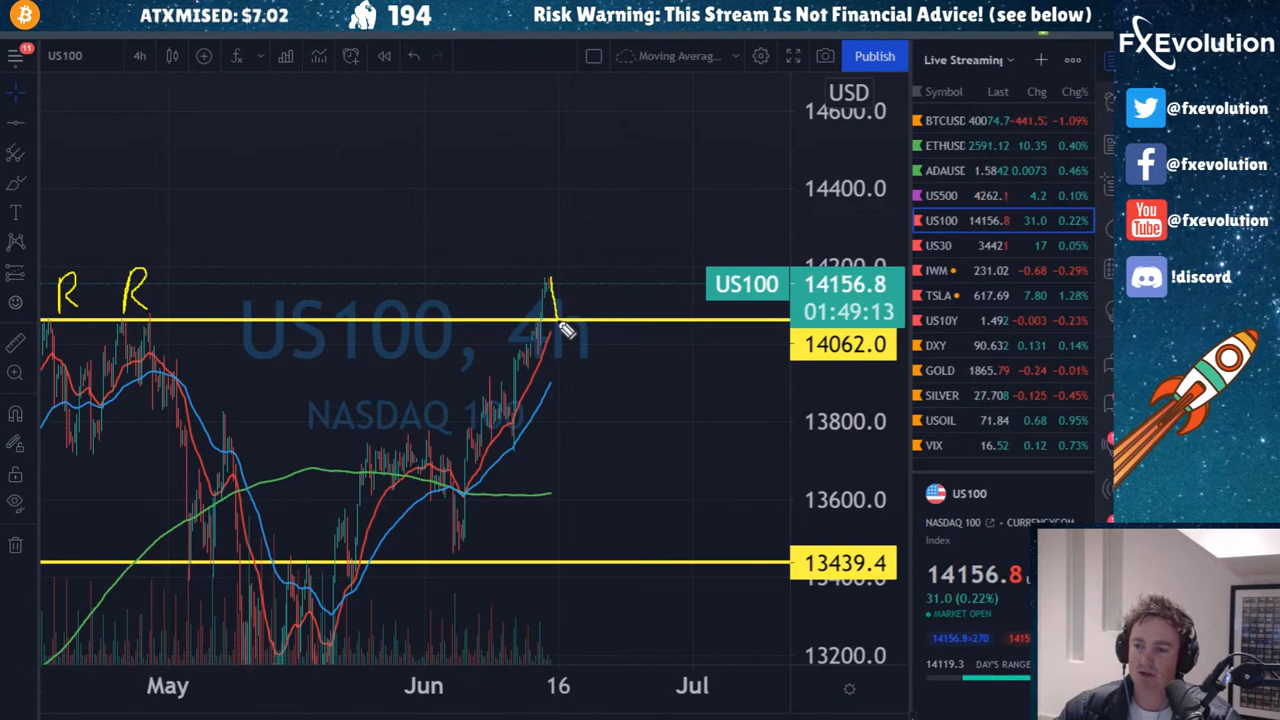 ATXMISED: $7.02
194
Risk Warning: This Stream Is Not Financial Advice! (see below)
FXEvolution
11
US100
4h
Moving Averag...
Publish
Live Streaming
USD
Symbol Last Chg Chg%
BTCUSD 40074.7 -441.5 -1.09%
ETHUSD 2591.12 10.35 0.40%
ADAUSD 1.5842 0.0073 0.46%
US500 4262.1 4.2 0.10%
US100 14156.8 31.0 0.22%
US30 34421 17 0.05%
IWM 231.02 -0.68 -0.29%
TSLA 617.69 7.80 1.28%
US10Y 1.492 -0.003 -0.23%
DXY 90.632 0.131 0.14%
GOLD 1865.79 -0.24 -0.01%
SILVER 27.708 -0.125 -0.45%
USOIL 71.84 0.68 0.95%
VIX 16.52 0.12 0.73%
@fxevolution
@fxevolution
@fxevolution
!discord
14600.0
14400.0
14200.0
R R
US100 14156.8
01:49:13
14062.0
13800.0
13600.0
13439.4
13400.0
13200.0
US100, 4h
NASDAQ 100
May Jun 16 Jul
US100
NASDAQ 100 • CURRENCYCOM
Index
14156.8
31.0 (0.22%)
MARKET OPEN
14156.8×270
14119.3 DAY'S RANGE